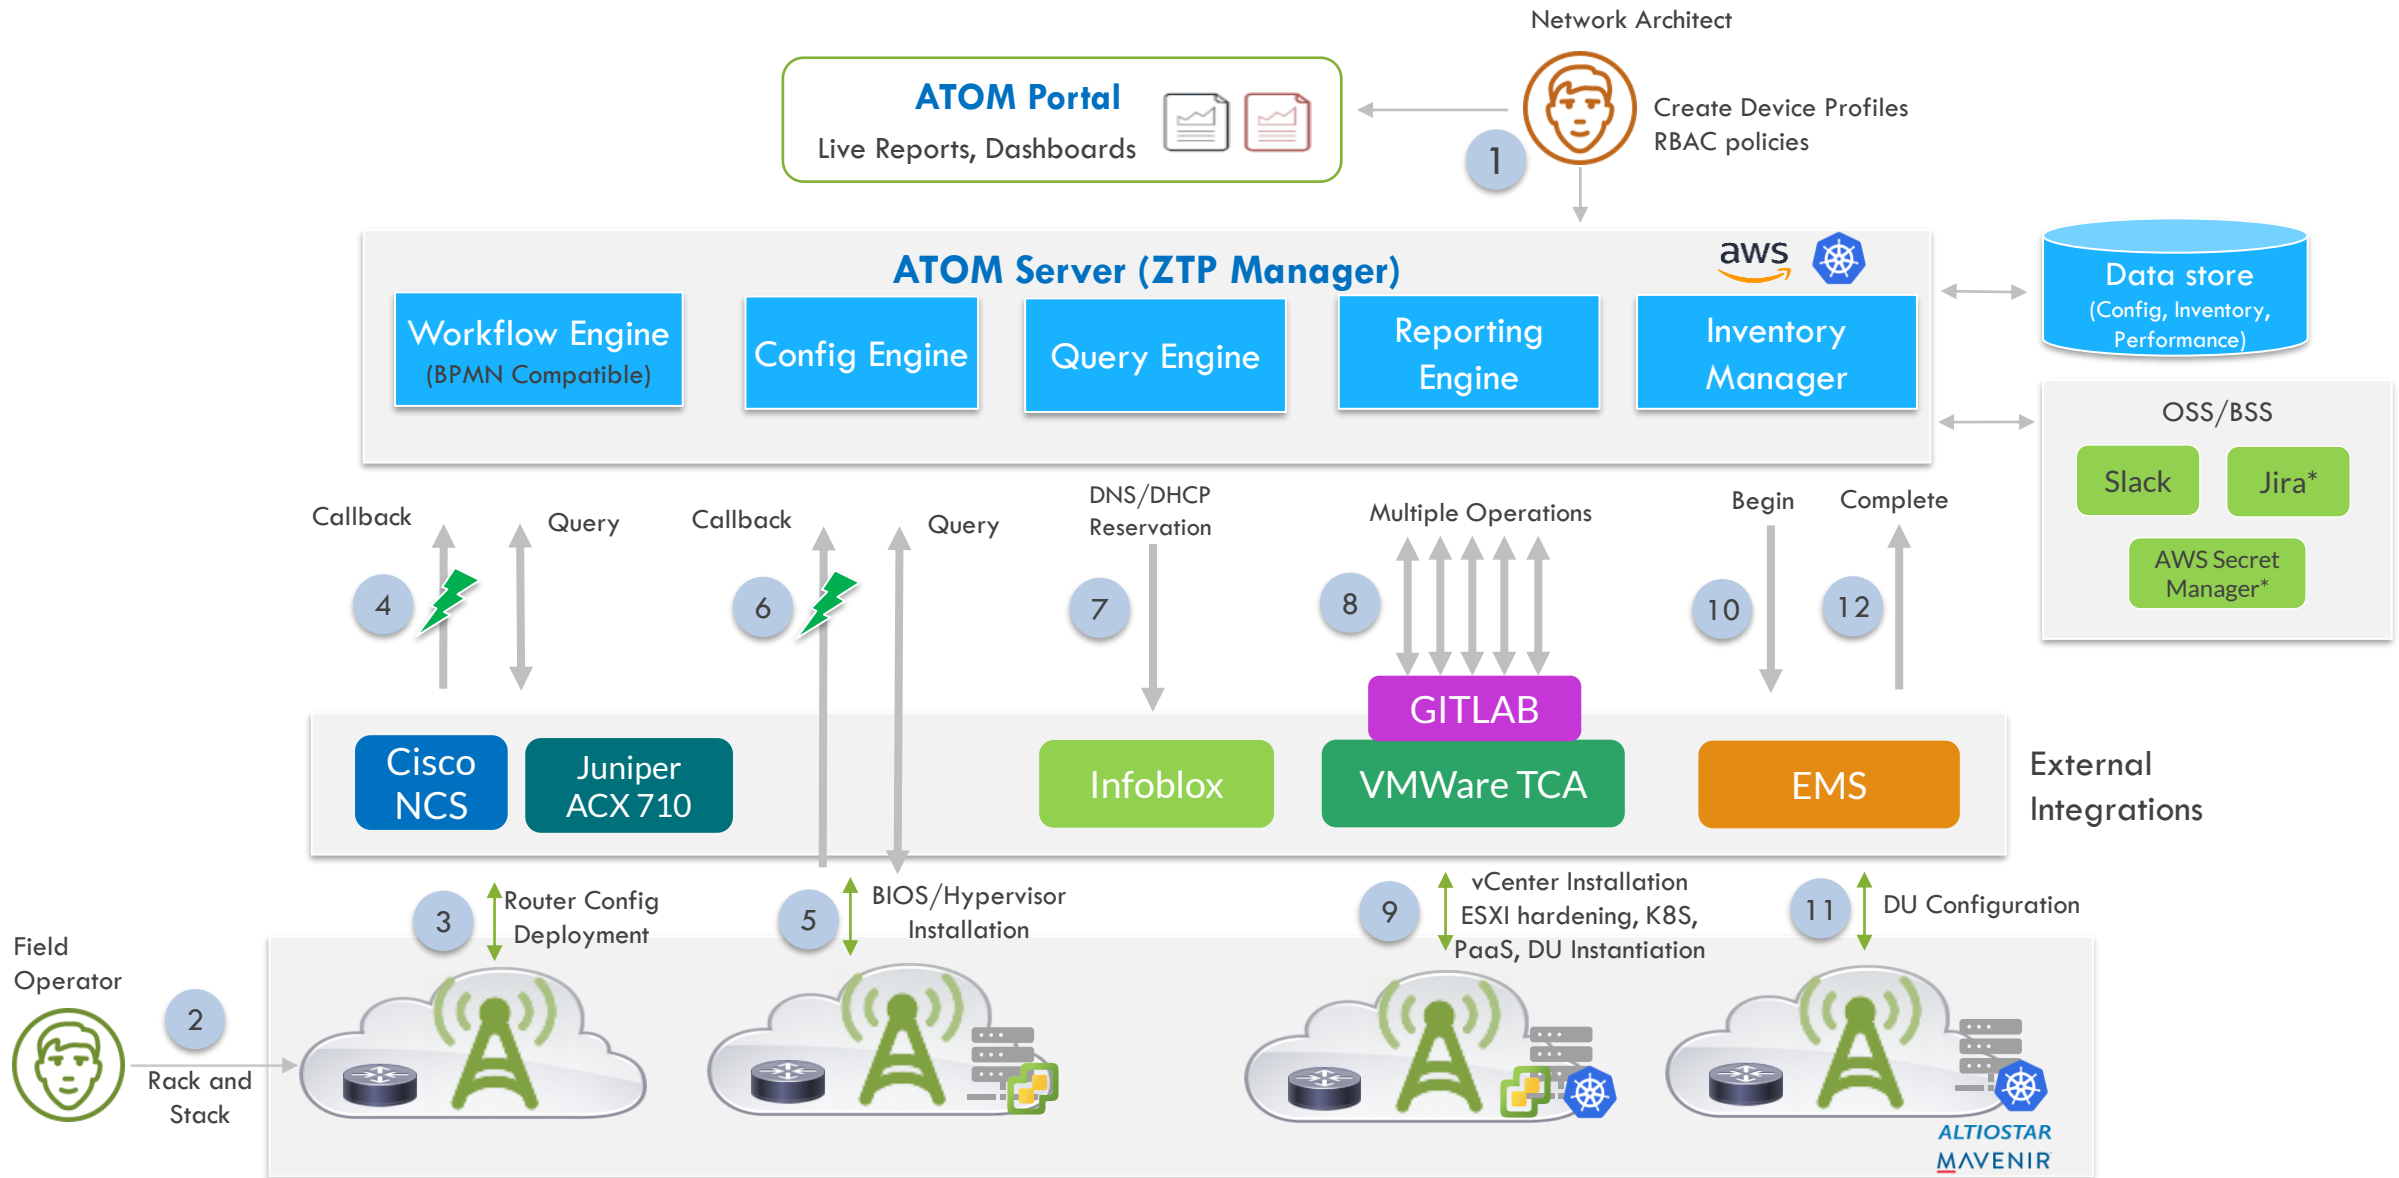 Network Architect
ATOM Portal
Live Reports, Dashboards
Create Device Profiles
RBAC policies
1
ATOM Server (ZTP Manager)
aws
Workflow Engine
(BPMN Compatible)
Config Engine
Query Engine
Reporting
Engine
Inventory
Manager
Data store
(Config, Inventory,
Performance)
OSS/BSS
Slack
Jira*
AWS Secret
Manager*
Callback
Query
4
Callback
Query
6
DNS/DHCP
Reservation
7
Multiple Operations
8
Begin
10
Complete
12
Cisco
NCS
Juniper
ACX 710
Infoblox
GITLAB
VMWare TCA
EMS
External
Integrations
3
Router Config
Deployment
5
BIOS/Hypervisor
Installation
9
vCenter Installation
ESXI hardening, K8S,
PaaS, DU Instantiation
11
DU Configuration
Field
Operator
2
Rack and
Stack
ALTIOSTAR
MAVENIR